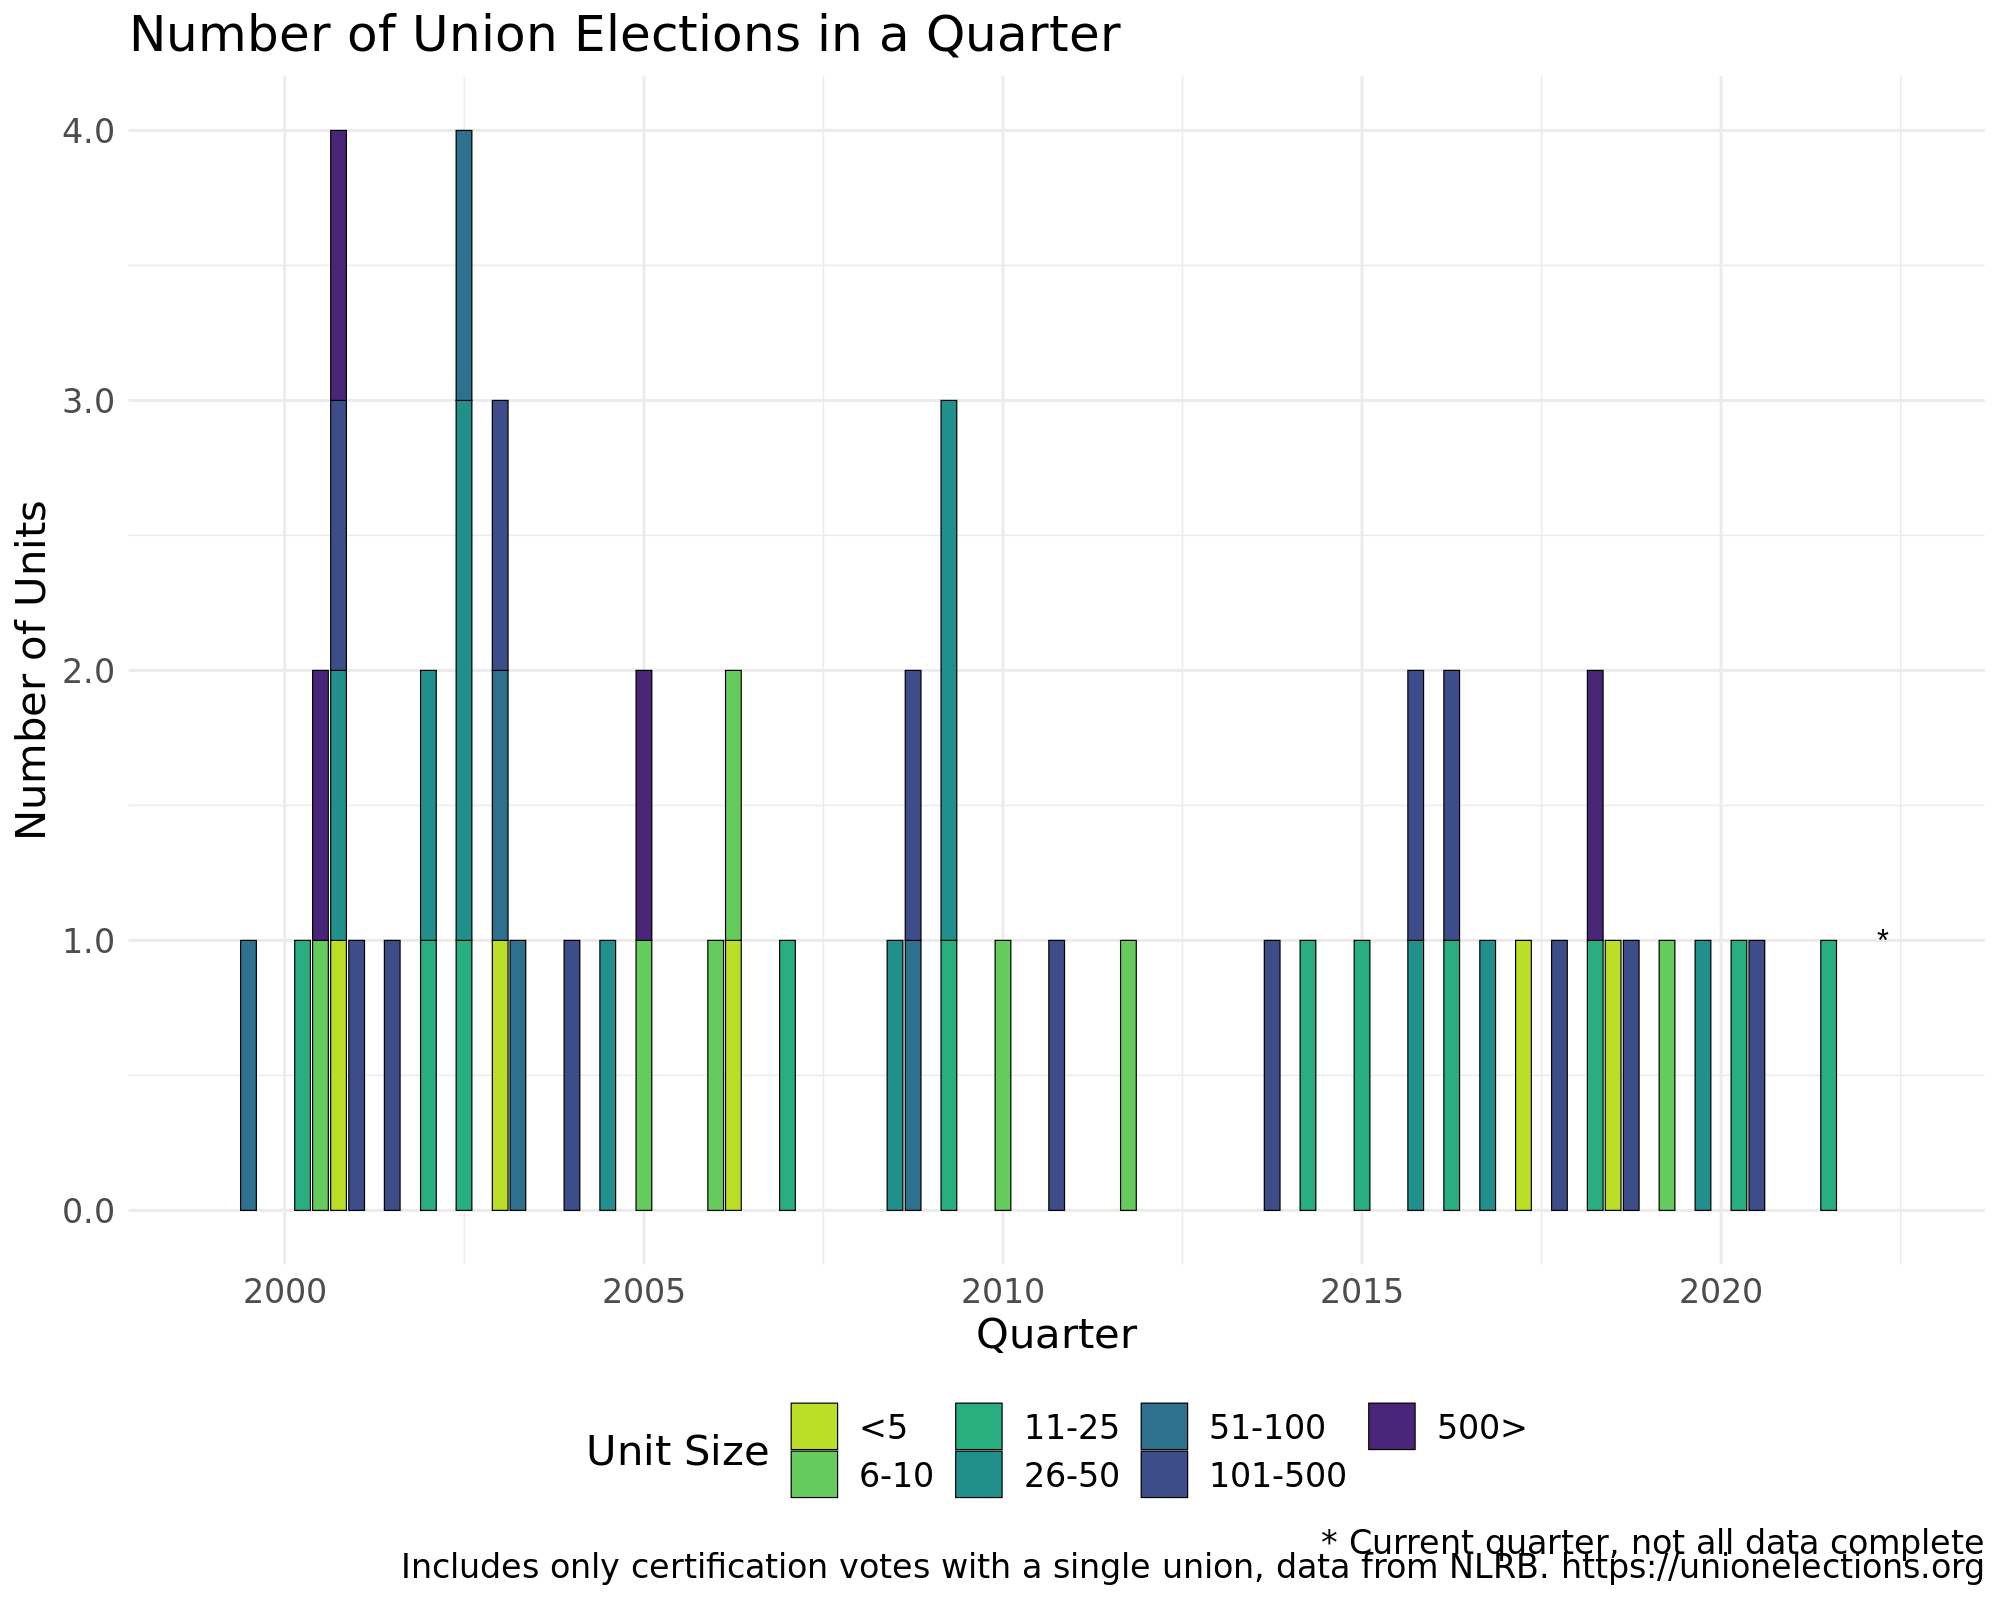 Number of Union Elections in a Quarter
Number of Units
4.0
3.0
2.0
1.0
0.0
*
2000 2005 2010 2015 2020
Quarter
Unit Size
<5 11-25 51-100 500>
6-10 26-50 101-500
* Current quarter, not all data complete
Includes only certification votes with a single union, data from NLRB. https://unionelections.org